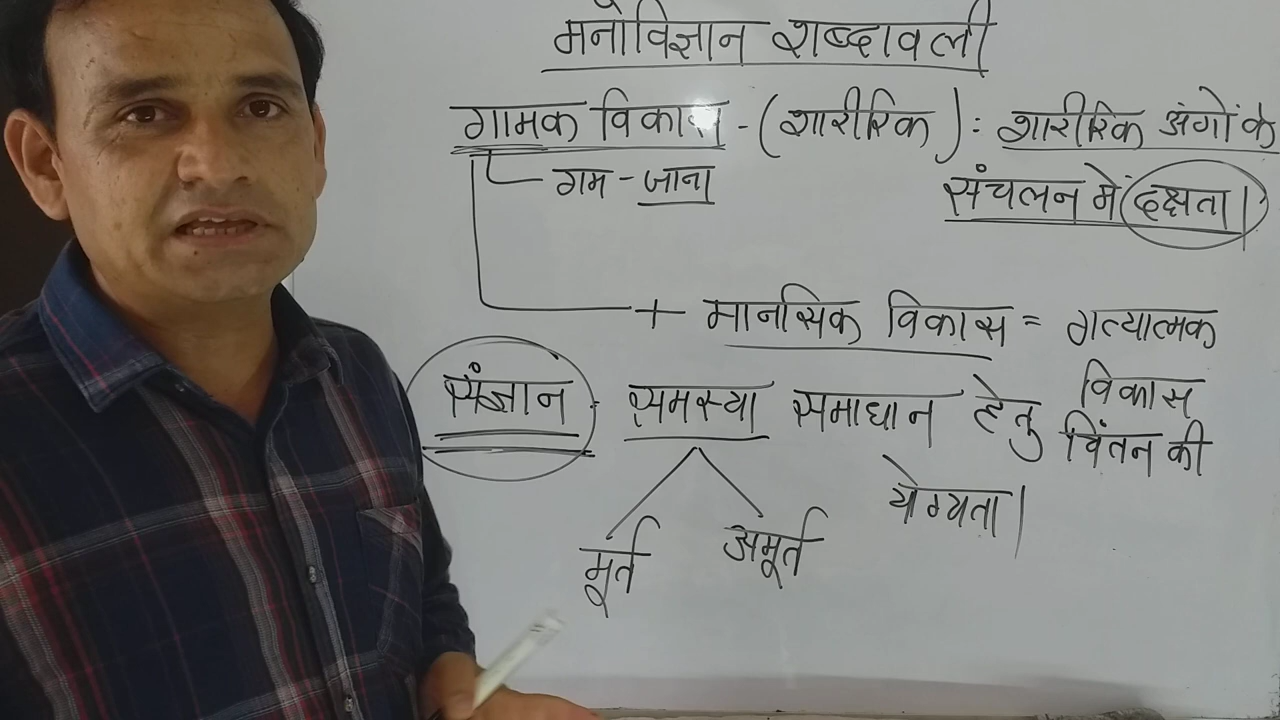 मनोविज्ञान शब्दावली
गामक विकास - (शारीरिक) : शारीरिक अंगों के
गम - जाना
संचलन में दक्षता।
+ मानसिक विकास = गत्यात्मक
विकास
संज्ञान - समस्या समाधान हेतु चिंतन की
योग्यता।
मूर्त अमूर्त